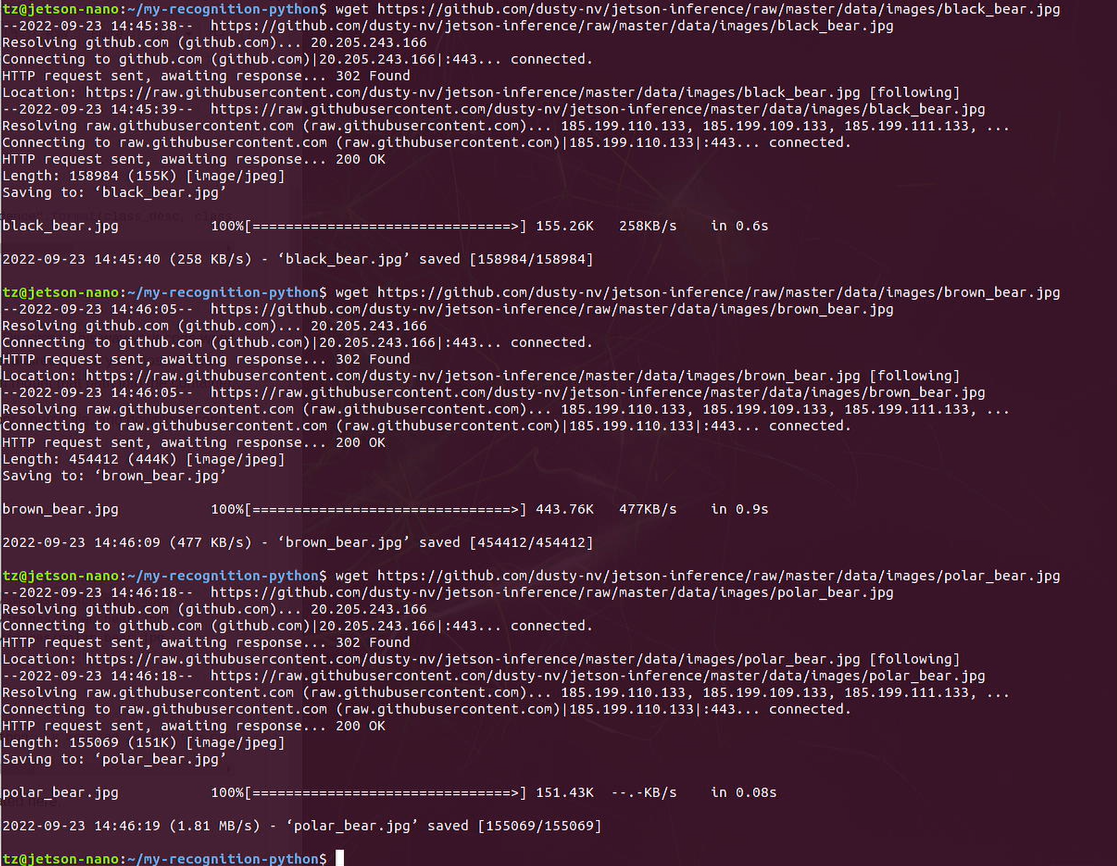 tz@jetson-nano:~/my-recognition-python$ wget https://github.com/dusty-nv/jetson-inference/raw/master/data/images/black_bear.jpg
--2022-09-23 14:45:38--  https://github.com/dusty-nv/jetson-inference/raw/master/data/images/black_bear.jpg
Resolving github.com (github.com)... 20.205.243.166
Connecting to github.com (github.com)|20.205.243.166|:443... connected.
HTTP request sent, awaiting response... 302 Found
Location: https://raw.githubusercontent.com/dusty-nv/jetson-inference/master/data/images/black_bear.jpg [following]
--2022-09-23 14:45:39--  https://raw.githubusercontent.com/dusty-nv/jetson-inference/master/data/images/black_bear.jpg
Resolving raw.githubusercontent.com (raw.githubusercontent.com)... 185.199.110.133, 185.199.109.133, 185.199.111.133, ...
Connecting to raw.githubusercontent.com (raw.githubusercontent.com)|185.199.110.133|:443... connected.
HTTP request sent, awaiting response... 200 OK
Length: 158984 (155K) [image/jpeg]
Saving to: ‘black_bear.jpg’
black_bear.jpg           100%[===============================>] 155.26K   258KB/s    in 0.6s
2022-09-23 14:45:40 (258 KB/s) - ‘black_bear.jpg’ saved [158984/158984]
tz@jetson-nano:~/my-recognition-python$ wget https://github.com/dusty-nv/jetson-inference/raw/master/data/images/brown_bear.jpg
--2022-09-23 14:46:05--  https://github.com/dusty-nv/jetson-inference/raw/master/data/images/brown_bear.jpg
Resolving github.com (github.com)... 20.205.243.166
Connecting to github.com (github.com)|20.205.243.166|:443... connected.
HTTP request sent, awaiting response... 302 Found
Location: https://raw.githubusercontent.com/dusty-nv/jetson-inference/master/data/images/brown_bear.jpg [following]
--2022-09-23 14:46:05--  https://raw.githubusercontent.com/dusty-nv/jetson-inference/master/data/images/brown_bear.jpg
Resolving raw.githubusercontent.com (raw.githubusercontent.com)... 185.199.110.133, 185.199.109.133, 185.199.111.133, ...
Connecting to raw.githubusercontent.com (raw.githubusercontent.com)|185.199.110.133|:443... connected.
HTTP request sent, awaiting response... 200 OK
Length: 454412 (444K) [image/jpeg]
Saving to: ‘brown_bear.jpg’
brown_bear.jpg           100%[===============================>] 443.76K   477KB/s    in 0.9s
2022-09-23 14:46:09 (477 KB/s) - ‘brown_bear.jpg’ saved [454412/454412]
tz@jetson-nano:~/my-recognition-python$ wget https://github.com/dusty-nv/jetson-inference/raw/master/data/images/polar_bear.jpg
--2022-09-23 14:46:18--  https://github.com/dusty-nv/jetson-inference/raw/master/data/images/polar_bear.jpg
Resolving github.com (github.com)... 20.205.243.166
Connecting to github.com (github.com)|20.205.243.166|:443... connected.
HTTP request sent, awaiting response... 302 Found
Location: https://raw.githubusercontent.com/dusty-nv/jetson-inference/master/data/images/polar_bear.jpg [following]
--2022-09-23 14:46:18--  https://raw.githubusercontent.com/dusty-nv/jetson-inference/master/data/images/polar_bear.jpg
Resolving raw.githubusercontent.com (raw.githubusercontent.com)... 185.199.110.133, 185.199.109.133, 185.199.111.133, ...
Connecting to raw.githubusercontent.com (raw.githubusercontent.com)|185.199.110.133|:443... connected.
HTTP request sent, awaiting response... 200 OK
Length: 155069 (151K) [image/jpeg]
Saving to: ‘polar_bear.jpg’
polar_bear.jpg           100%[===============================>] 151.43K  --.-KB/s    in 0.08s
2022-09-23 14:46:19 (1.81 MB/s) - ‘polar_bear.jpg’ saved [155069/155069]
tz@jetson-nano:~/my-recognition-python$